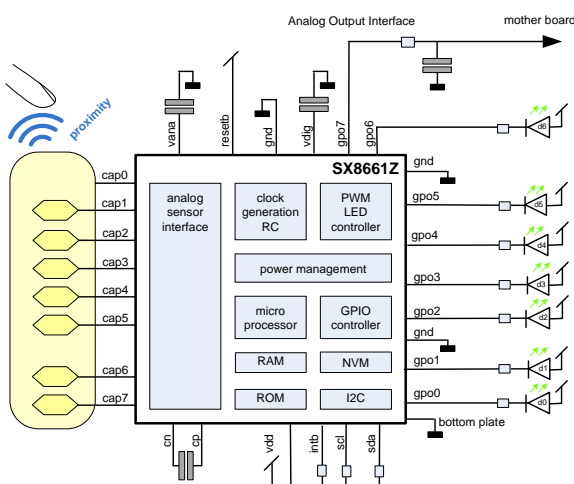 Analog Output Interface
mother board
proximity
vana
resetb
gnd
vdig
gpo7
gpo6
d6
SX8661Z
gnd
cap0
cap1
cap2
cap3
cap4
cap5
cap6
cap7
analog
sensor
interface
clock
generation
RC
PWM
LED
controller
power management
micro
processor
GPIO
controller
RAM
NVM
ROM
I2C
gpo5
d5
gpo4
d4
gpo3
d3
gpo2
d2
gnd
gpo1
d1
gpo0
d0
bottom plate
cn
cp
vdd
intb
scl
sda